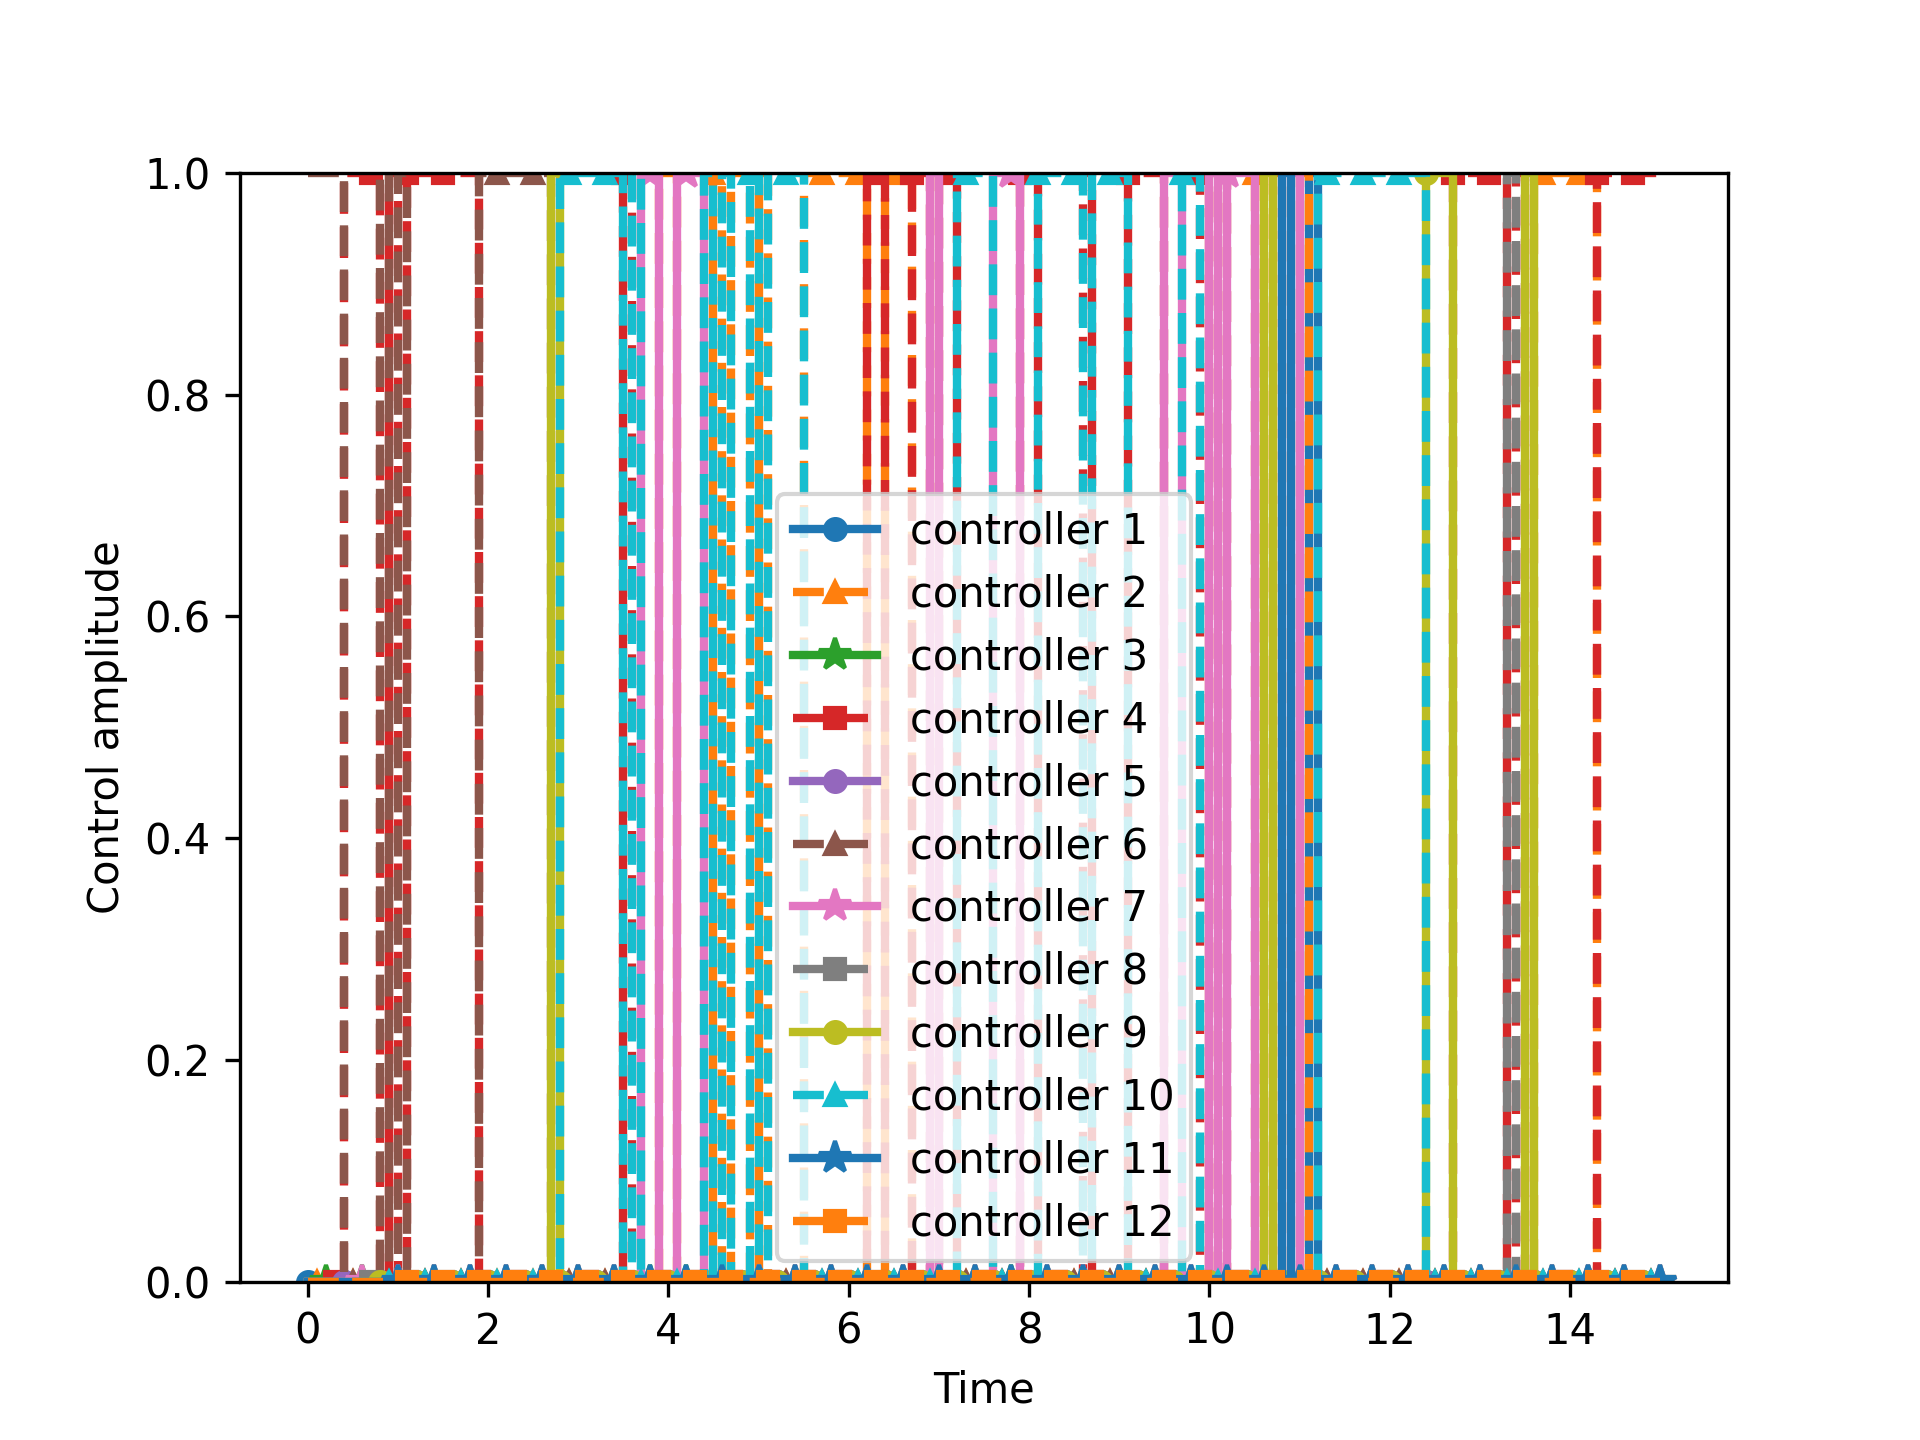 1.0
0.8
0.6
0.4
0.2
0.0
Control amplitude
controller 1
controller 2
controller 3
controller 4
controller 5
controller 6
controller 7
controller 8
controller 9
controller 10
controller 11
controller 12
0 2 4 6 8 10 12 14
Time